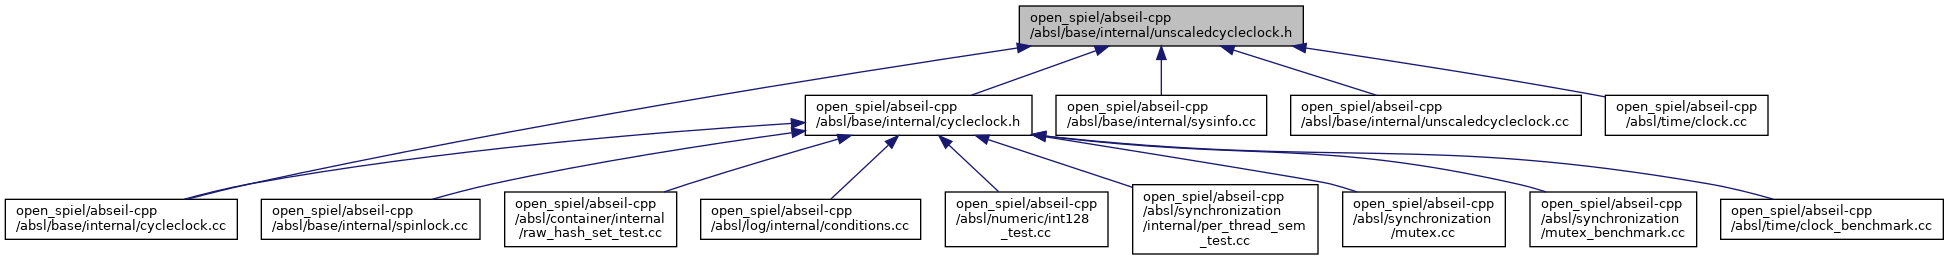 open_spiel/abseil-cpp
/absl/base/internal/unscaledcycleclock.h
open_spiel/abseil-cpp
/absl/base/internal/cycleclock.h
open_spiel/abseil-cpp
/absl/base/internal/sysinfo.cc
open_spiel/abseil-cpp
/absl/base/internal/unscaledcycleclock.cc
open_spiel/abseil-cpp
/absl/time/clock.cc
open_spiel/abseil-cpp
/absl/base/internal/cycleclock.cc
open_spiel/abseil-cpp
/absl/base/internal/spinlock.cc
open_spiel/abseil-cpp
/absl/container/internal
/raw_hash_set_test.cc
open_spiel/abseil-cpp
/absl/log/internal/conditions.cc
open_spiel/abseil-cpp
/absl/numeric/int128
_test.cc
open_spiel/abseil-cpp
/absl/synchronization
/internal/per_thread_sem
_test.cc
open_spiel/abseil-cpp
/absl/synchronization
/mutex.cc
open_spiel/abseil-cpp
/absl/synchronization
/mutex_benchmark.cc
open_spiel/abseil-cpp
/absl/time/clock_benchmark.cc